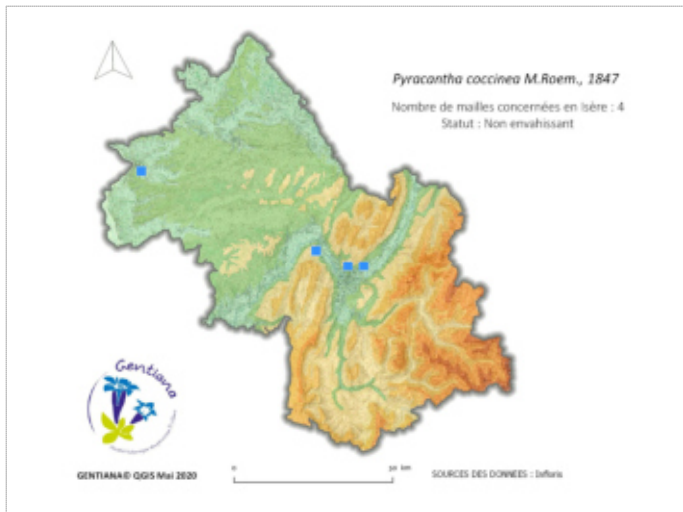 Pyracantha coccinea M.Roem., 1847
Nombre de mailles concernées en Isère : 4
Statut : Non envahissant
Gentiana
GENTIANA© QGIS Mai 2020
0
km
SOURCES DES DONNEES : Infloris